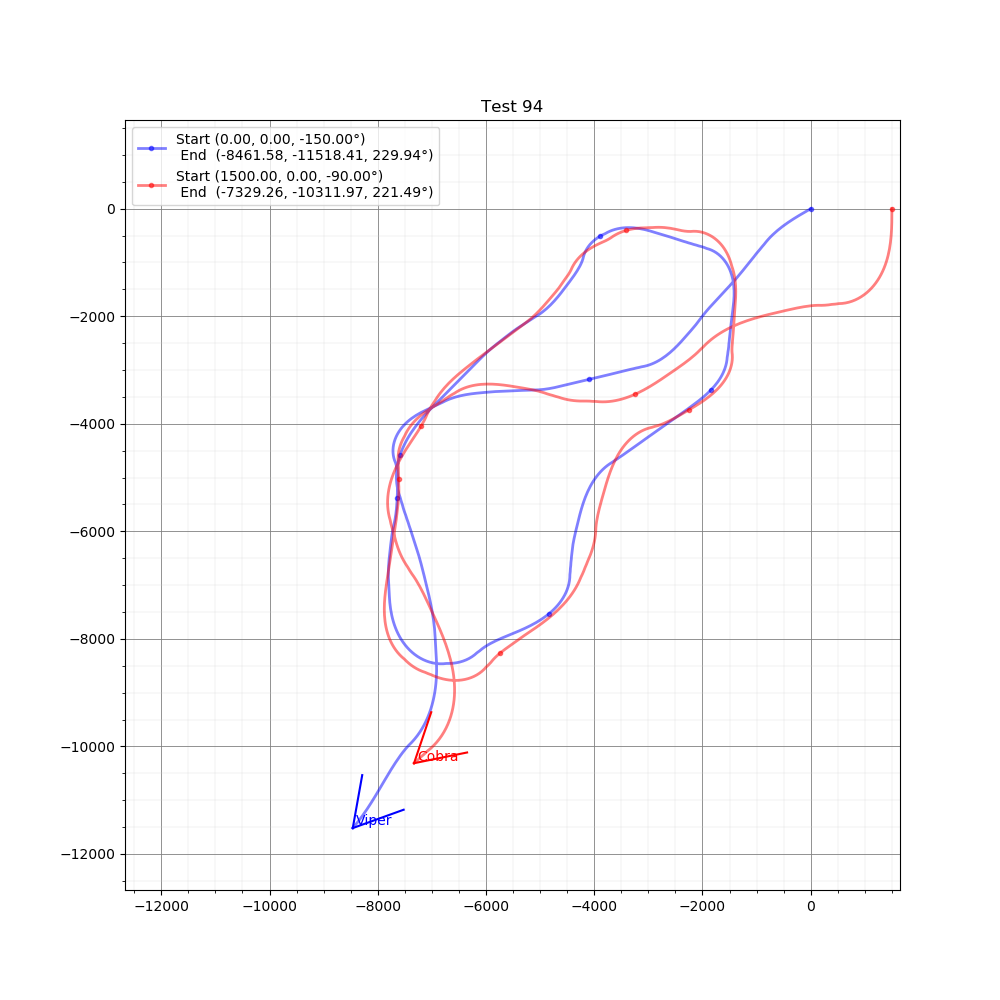 Test 94
Start (0.00, 0.00, -150.00°)
End (-8461.58, -11518.41, 229.94°)
Start (1500.00, 0.00, -90.00°)
End (-7329.26, -10311.97, 221.49°)
0
−2000
−4000
−6000
−8000
−10000
−12000
Cobra
Viper
−12000 −10000 −8000 −6000 −4000 −2000 0